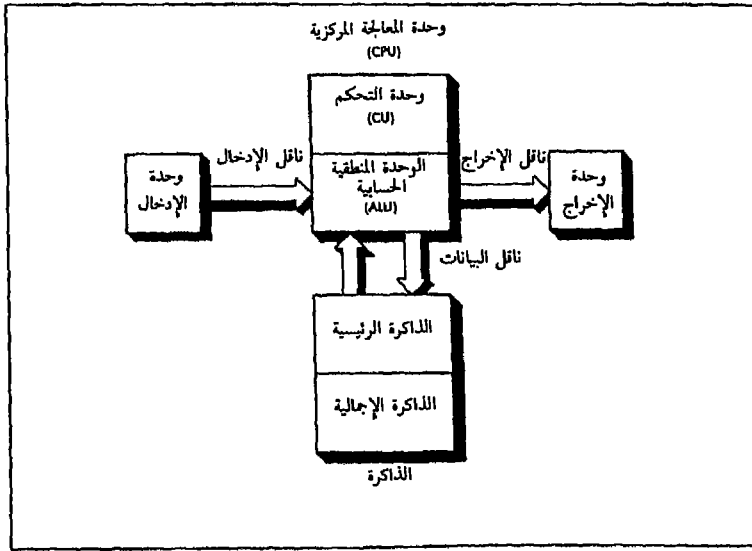 وحدة المعالجة المركزية
(CPU)
وحدة التحكم
(CU)
ناقل الإدخال
ناقل الإخراج
وحدة
الإدخال
الوحدة المنطقية
الحسابية
(ALU)
وحدة
الإخراج
ناقل البيانات
الذاكرة الرئيسية
الذاكرة الإجمالية
الذاكرة